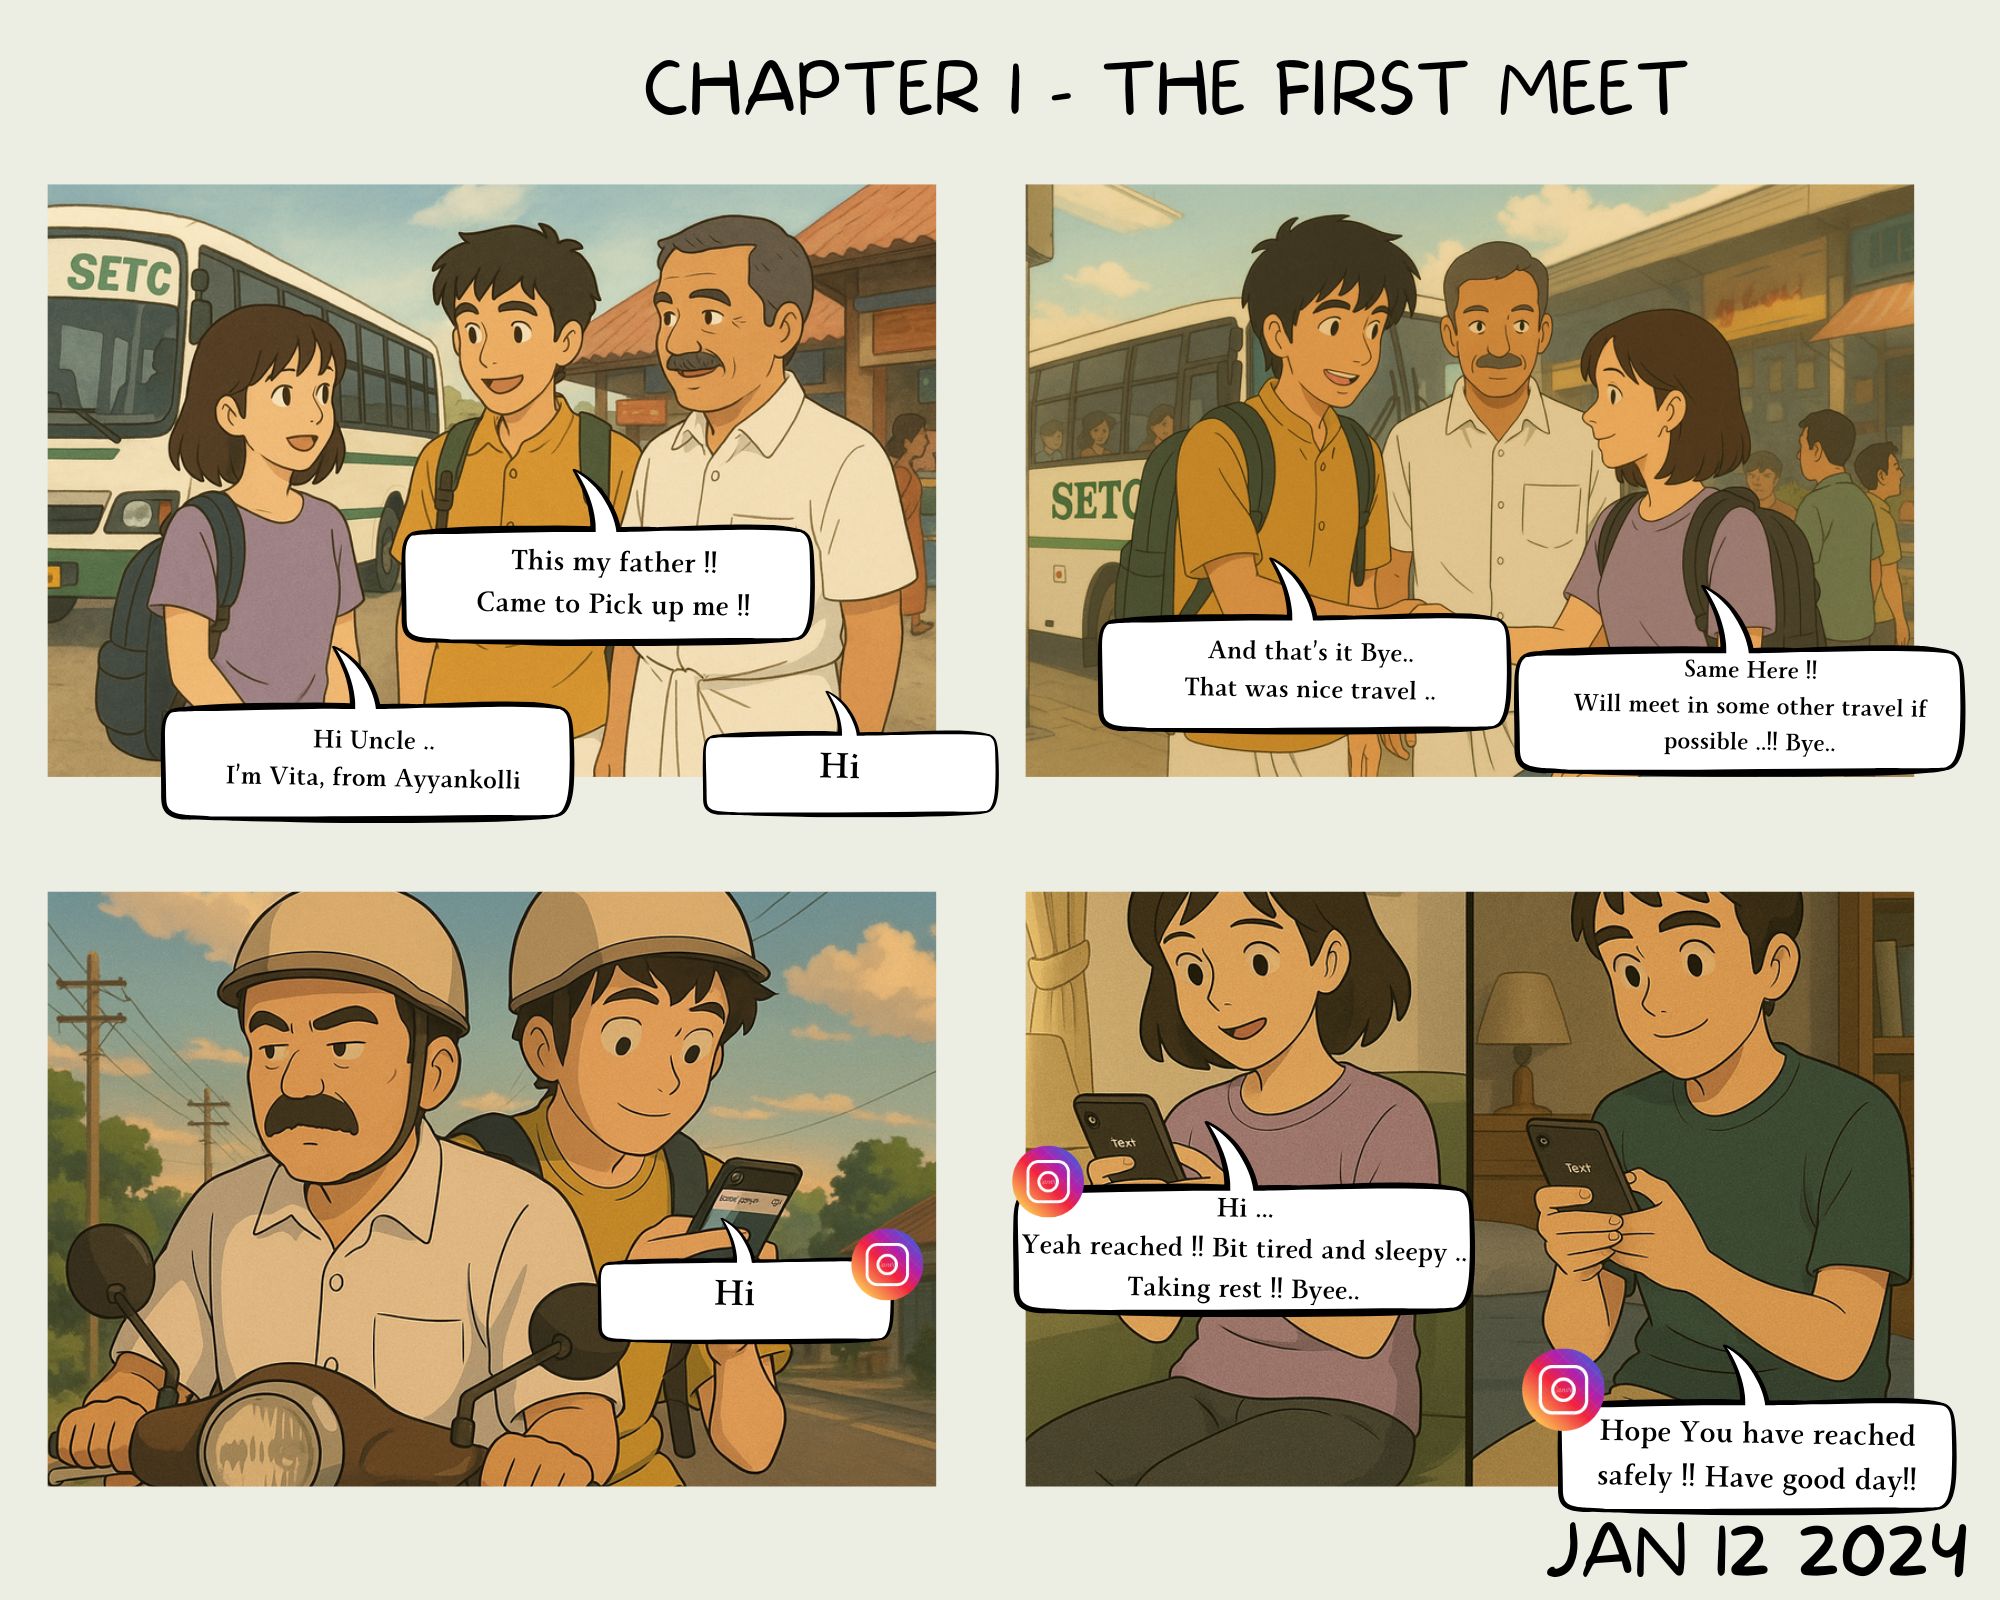 CHAPTER 1 - THE FIRST MEET
SETC
This my father !!
Came to Pick up me !!
Hi Uncle ..
I'm Vita, from Ayyankolli
Hi
SETC
And that's it Bye..
That was nice travel ..
Same Here !!
Will meet in some other travel if
possible ..!! Bye..
Hi
Text
Hi ...
Yeah reached !! Bit tired and sleepy ..
Taking rest !! Byee..
Text
Hope You have reached
safely !! Have good day!!
JAN 12 2024